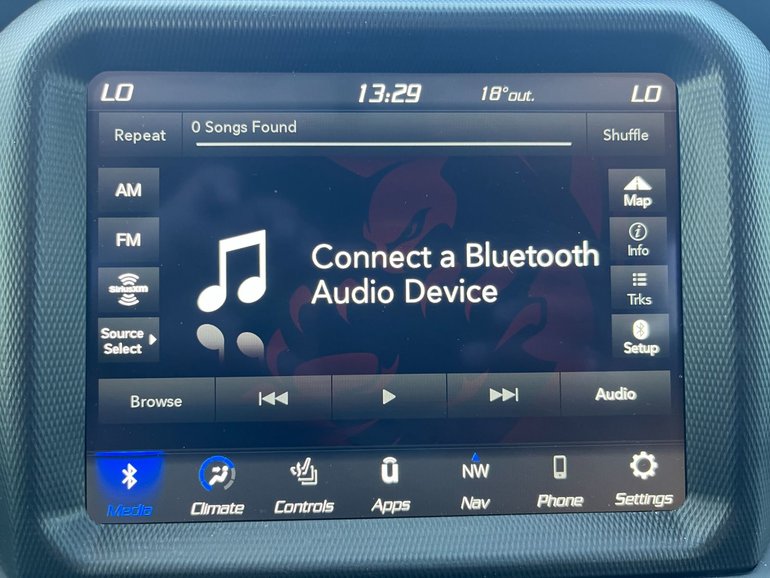 LO 13:29 18°out. LO
Repeat 0 Songs Found Shuffle
AM
FM
SiriusXM
Source
Select
Connect a Bluetooth
Audio Device
Map
Info
Trks
Setup
Browse Audio
Media Climate Controls Apps NW Nav Phone Settings